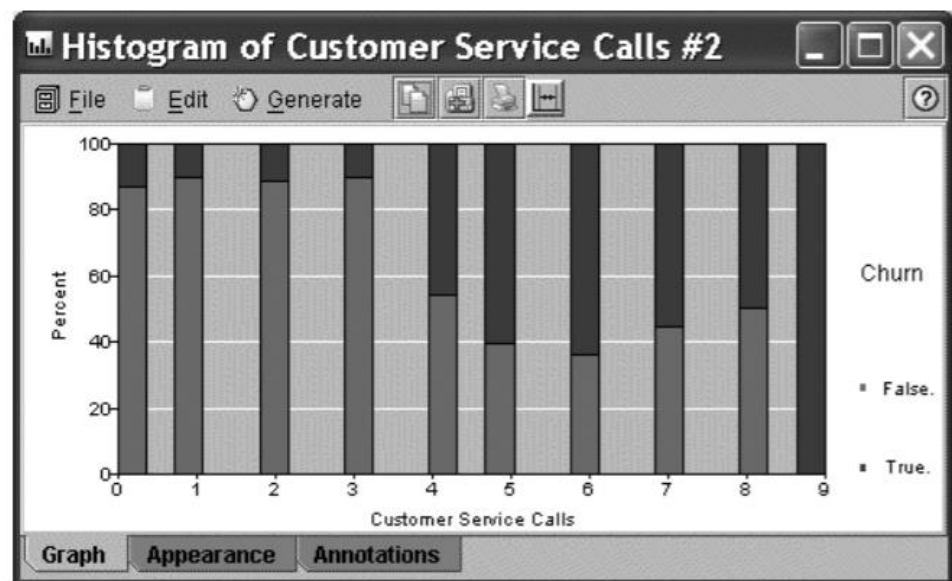 Histogram of Customer Service Calls #2
File Edit Generate
100
80
60
40
20
0
Percent
0 1 2 3 4 5 6 7 8 9
Customer Service Calls
Churn
False.
True.
Graph Appearance Annotations